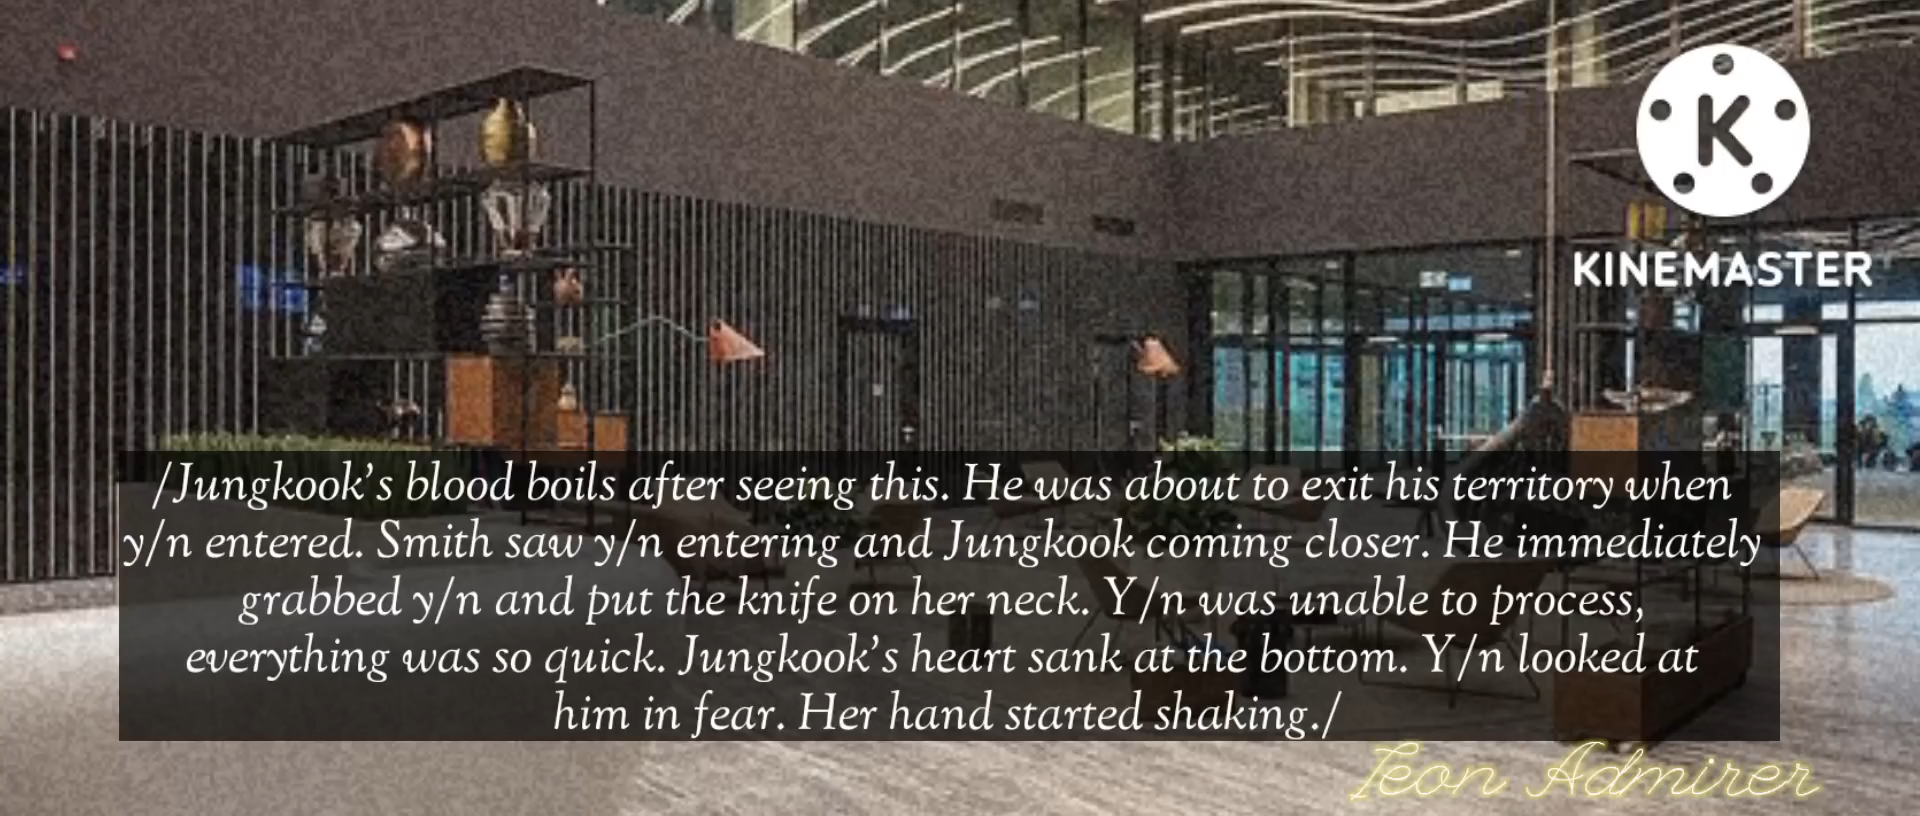 K
KINEMASTER
/Jungkook's blood boils after seeing this. He was about to exit his territory when
y/n entered. Smith saw y/n entering and Jungkook coming closer. He immediately
grabbed y/n and put the knife on her neck. Y/n was unable to process,
everything was so quick. Jungkook's heart sank at the bottom. Y/n looked at
him in fear. Her hand started shaking./
Jeon Admirer